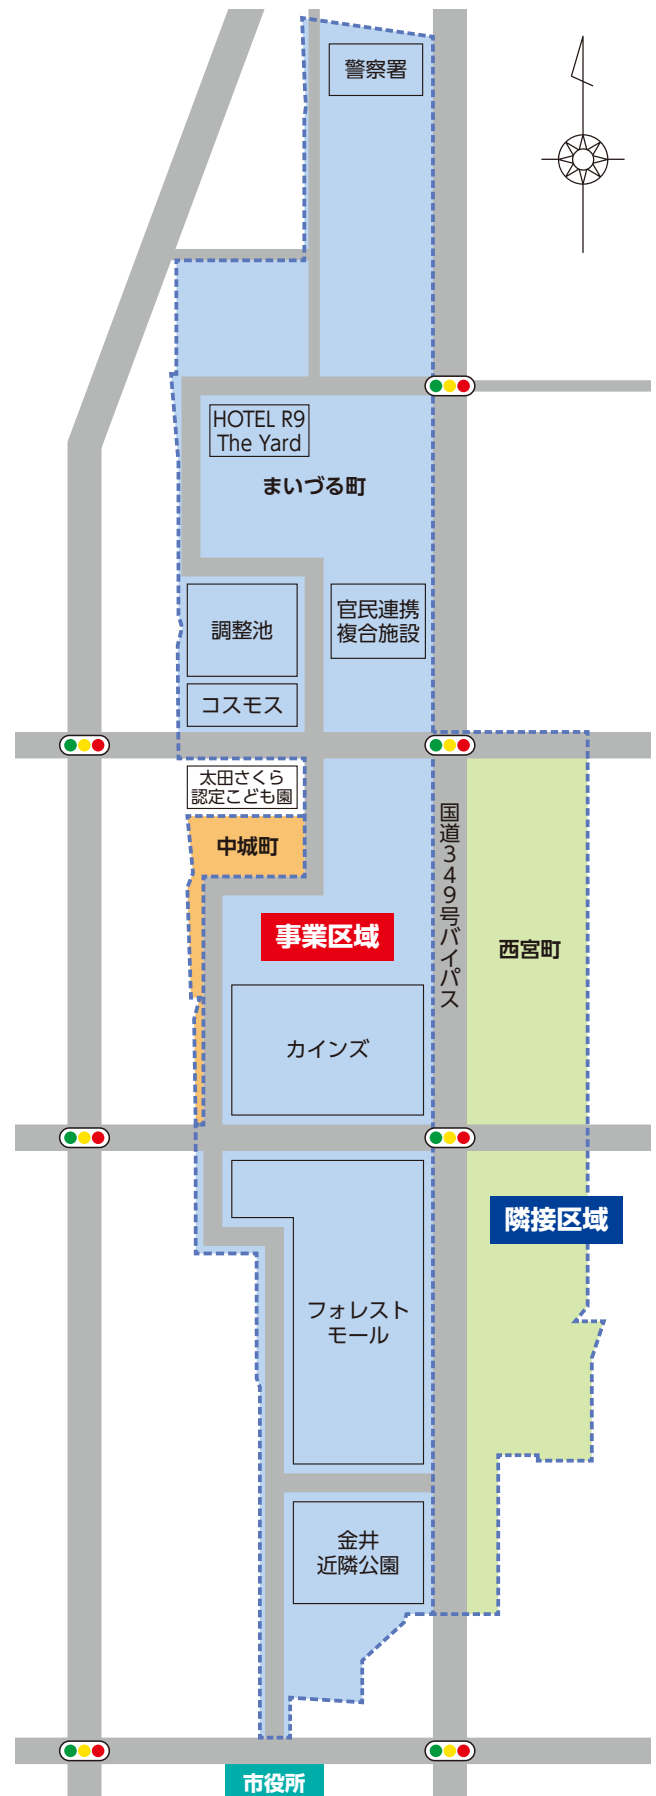 警察署
HOTEL R9
The Yard
まいづる町
調整池
官民連携
複合施設
コスモス
太田さくら
認定こども園
中城町
国道349号バイパス
事業区域
西宮町
カインズ
隣接区域
フォレスト
モール
金井
近隣公園
市役所